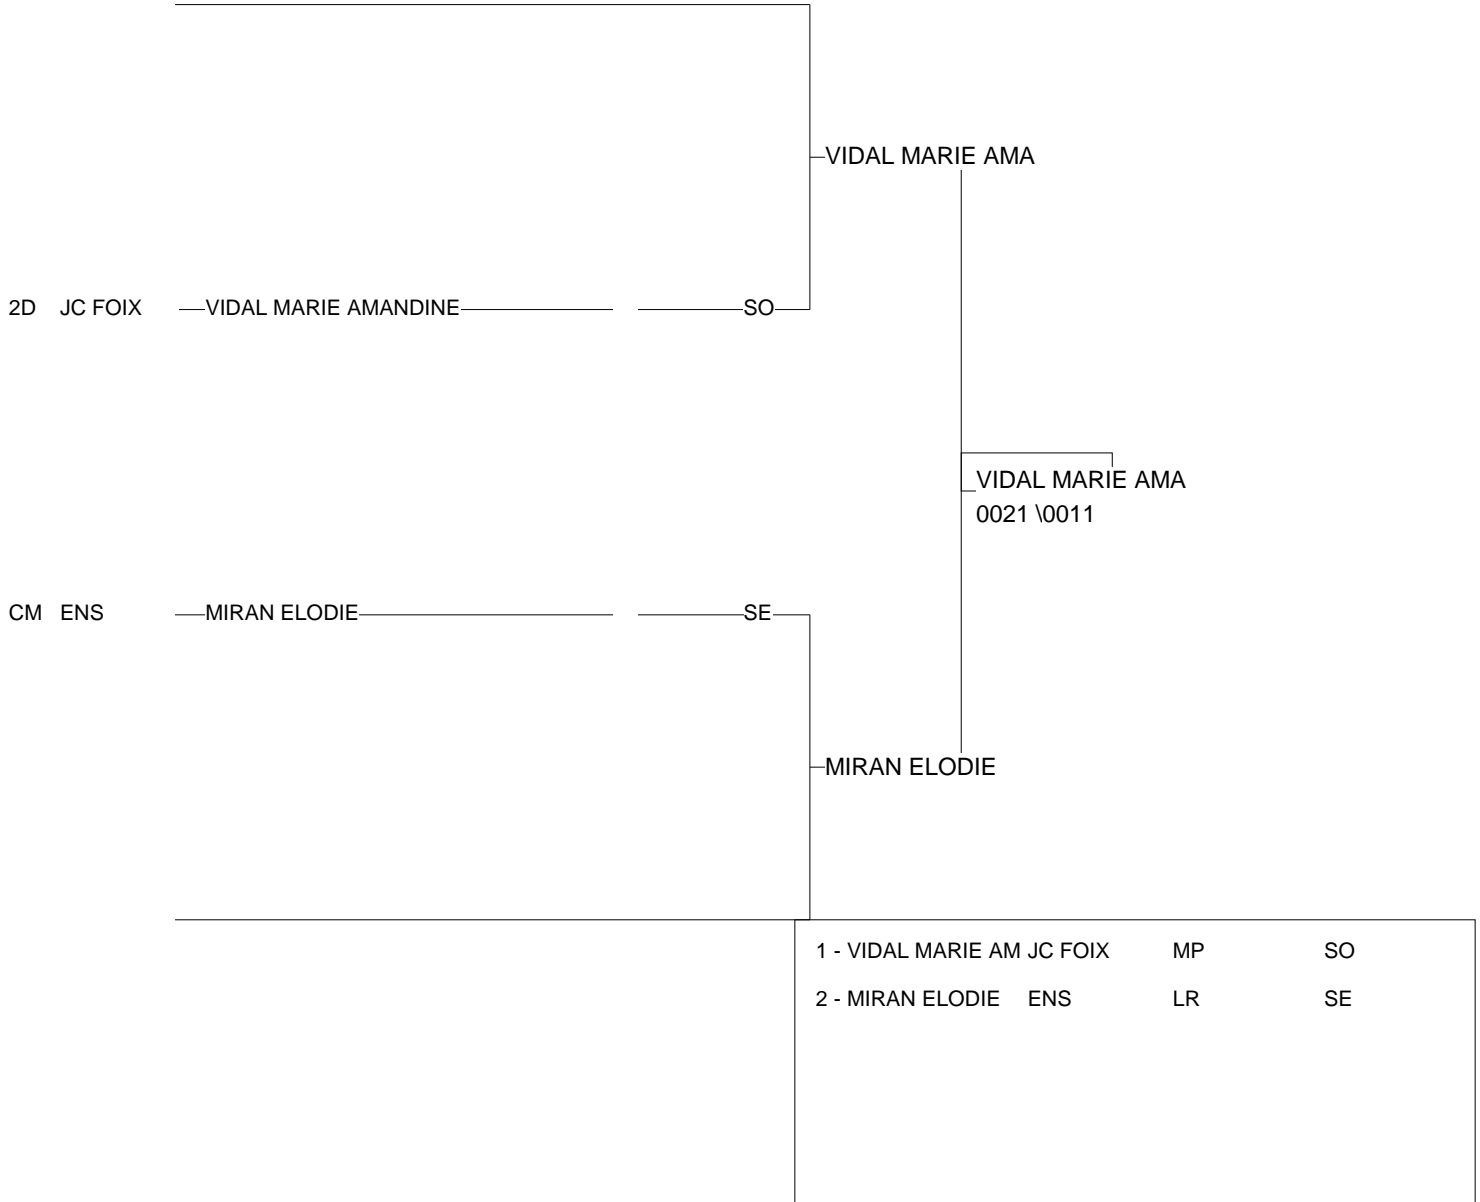 VIDAL MARIE AMA
2D JC FOIX VIDAL MARIE AMANDINE SO
VIDAL MARIE AMA
0021 \0011
CM ENS MIRAN ELODIE SE
MIRAN ELODIE
1 - VIDAL MARIE AM JC FOIX MP SO
2 - MIRAN ELODIE ENS LR SE